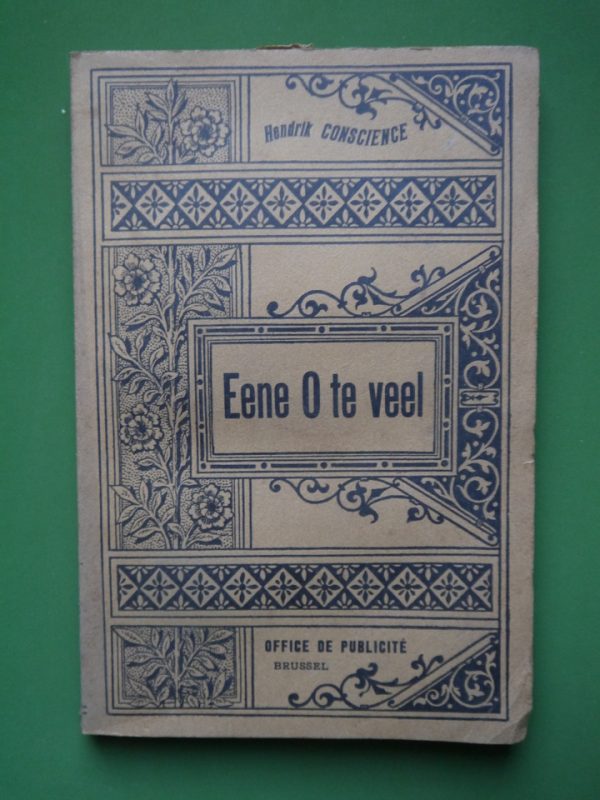 Hendrik CONSCIENCE
Eene O te veel
OFFICE DE PUBLICITÉ
BRUSSEL